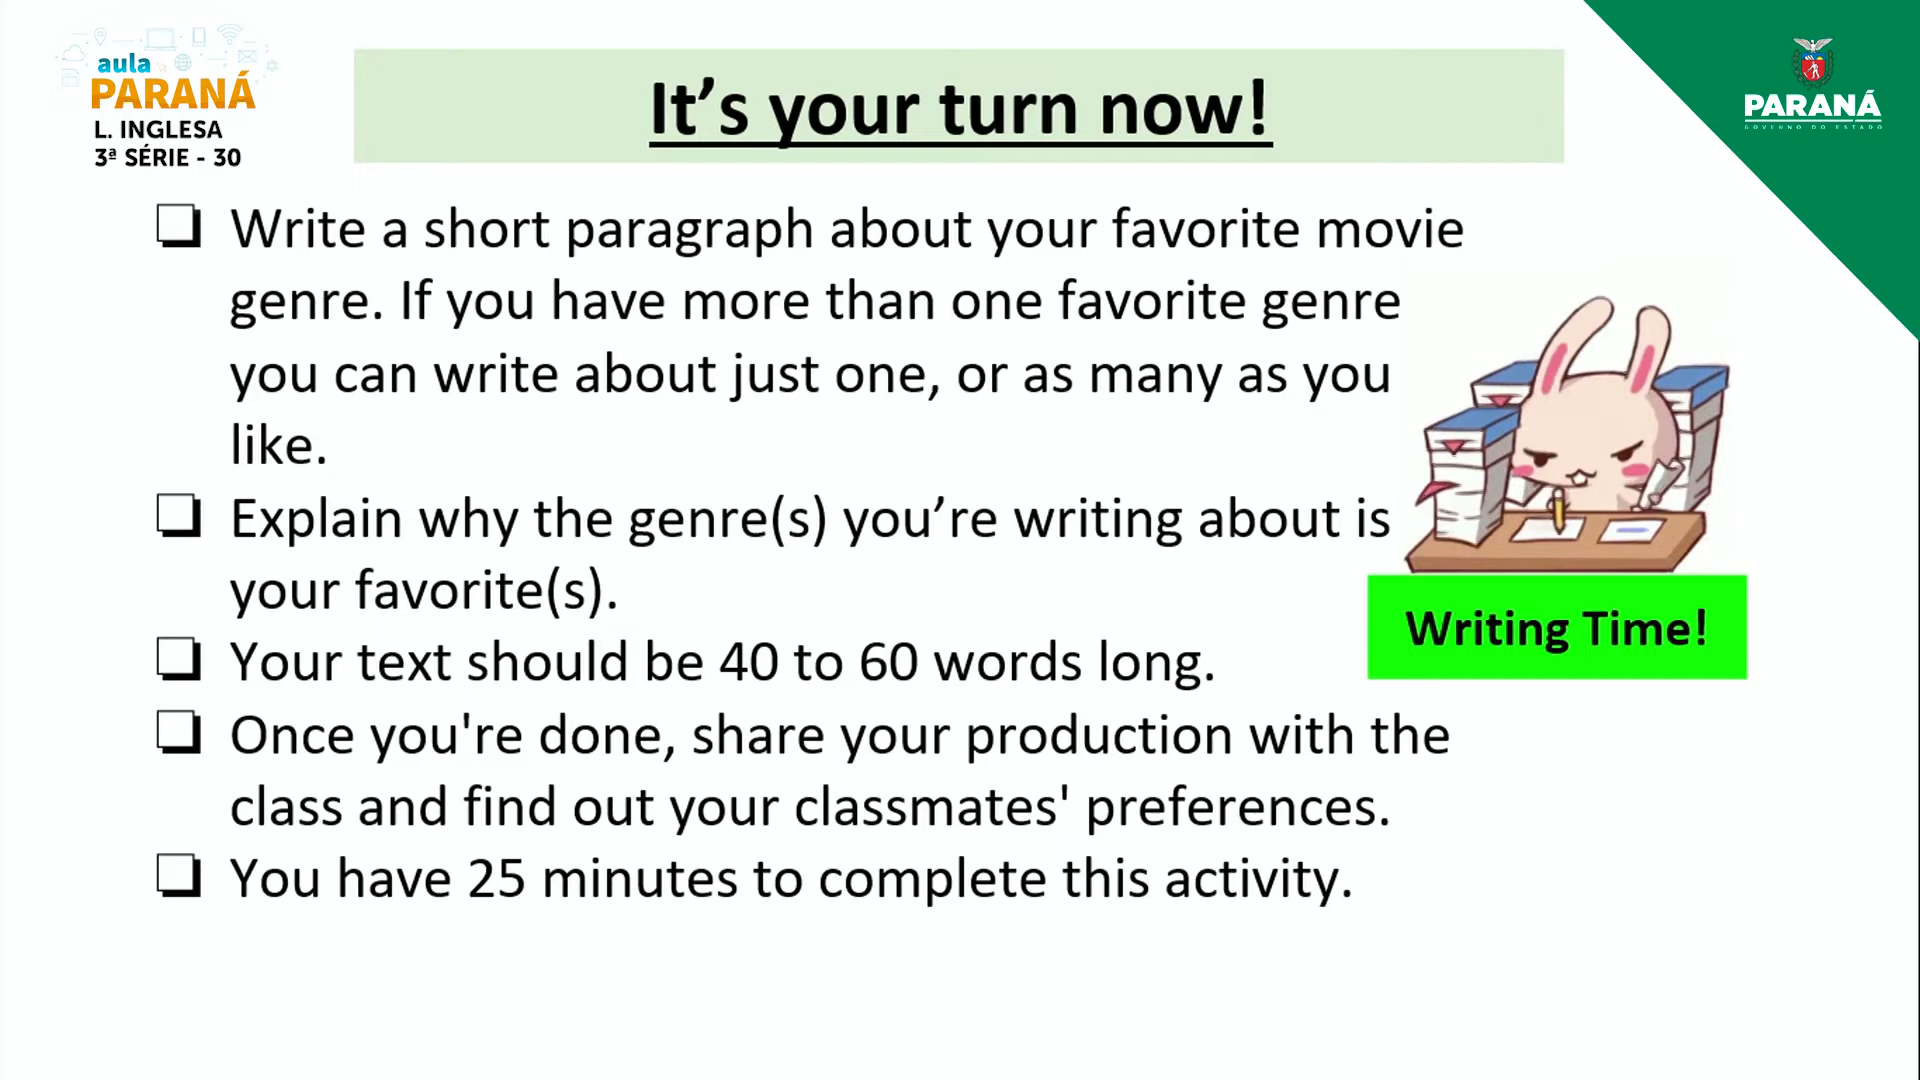 aula
PARANÁ
L. INGLESA
3ª SÉRIE - 30
It’s your turn now!
PARANÁ
GOVERNO DO ESTADO
❏ Write a short paragraph about your favorite movie
genre. If you have more than one favorite genre
you can write about just one, or as many as you
like.
❏ Explain why the genre(s) you’re writing about is
your favorite(s).
❏ Your text should be 40 to 60 words long.
❏ Once you're done, share your production with the
class and find out your classmates' preferences.
❏ You have 25 minutes to complete this activity.
Writing Time!